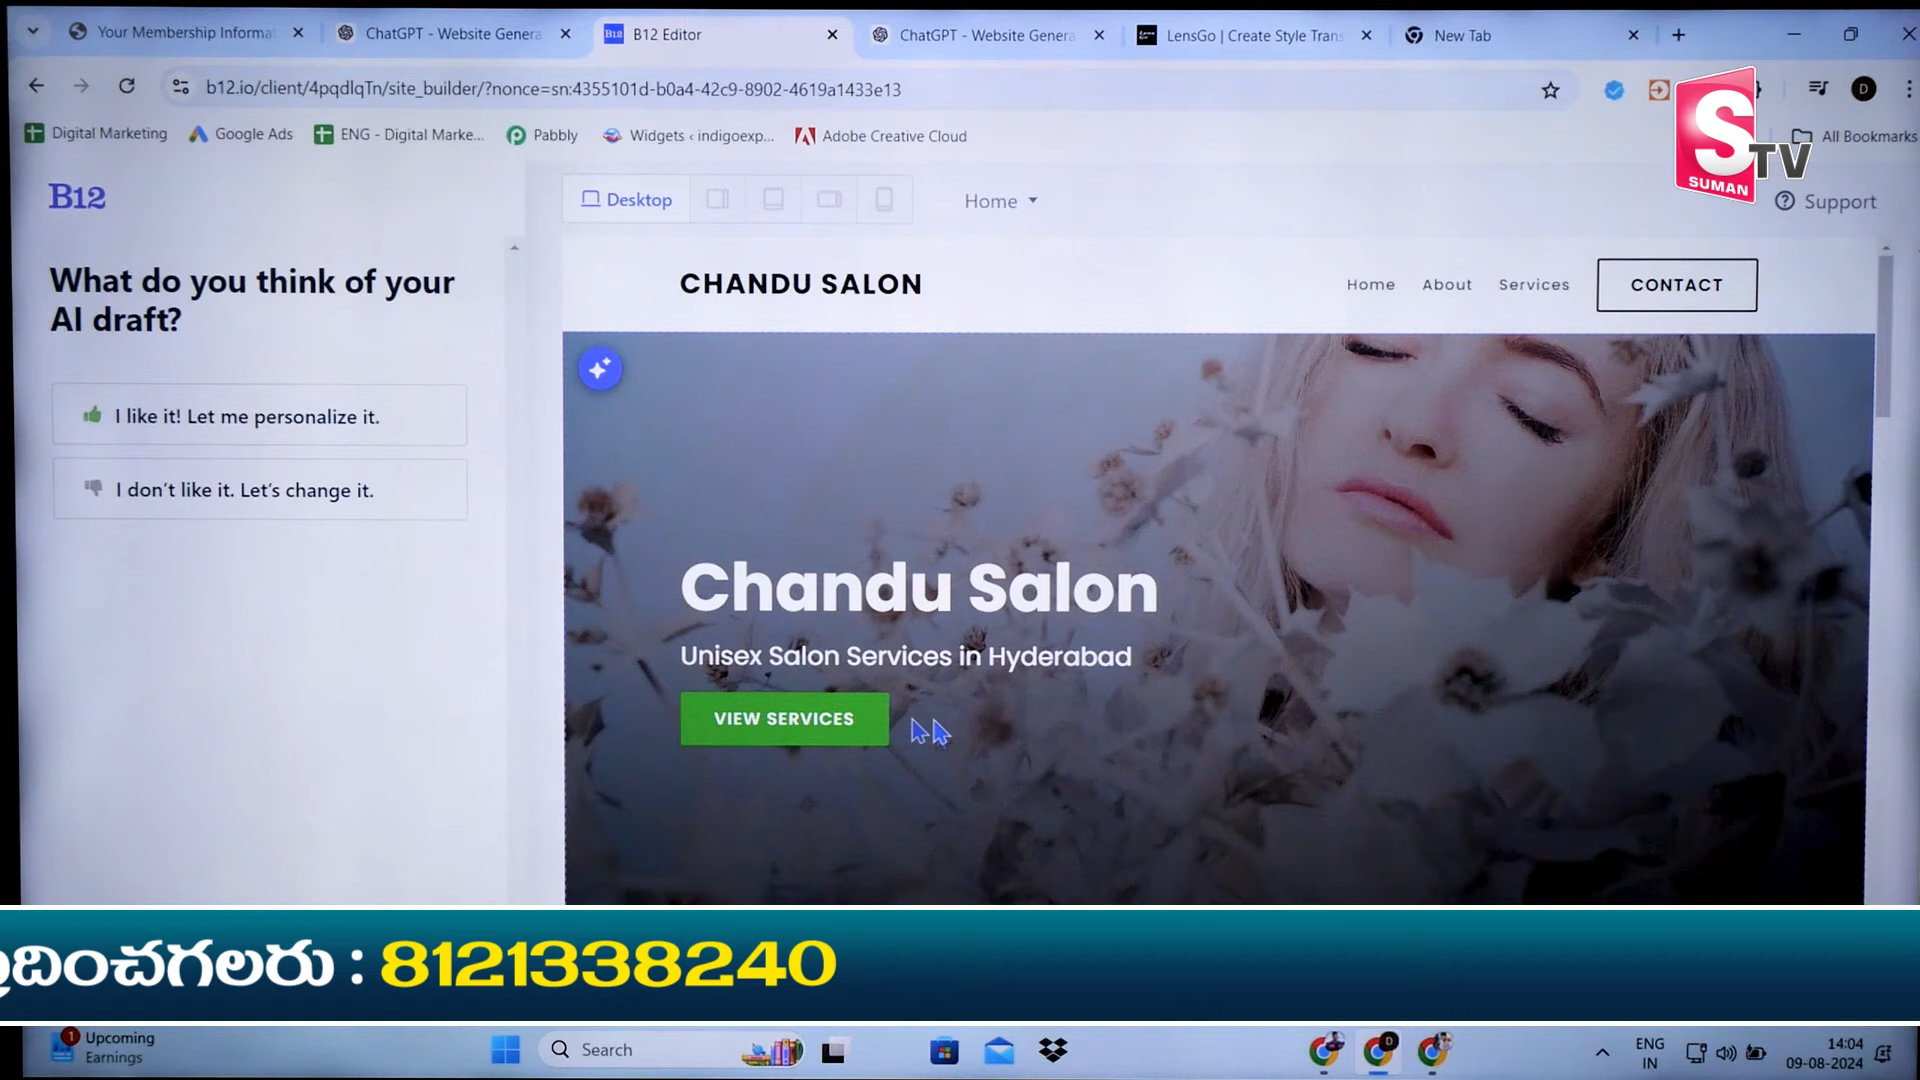 Your Membership Informat
ChatGPT - Website Genera
B12 Editor
ChatGPT - Website Genera
LensGo | Create Style Trans
New Tab
b12.io/client/4pqdlqTn/site_builder/?nonce=sn:4355101d-b0a4-42c9-8902-4619a1433e13
D
Digital Marketing
Google Ads
ENG - Digital Marke...
Pabbly
Widgets ‹ indigoexp...
Adobe Creative Cloud
All Bookmarks
S TV
SUMAN
B12
Desktop
Home
Support
What do you think of your
AI draft?
I like it! Let me personalize it.
I don't like it. Let's change it.
CHANDU SALON
Home
About
Services
CONTACT
Chandu Salon
Unisex Salon Services in Hyderabad
VIEW SERVICES
8121338240
1
Upcoming
Earnings
Search
D
ENG
IN
14:04
09-08-2024